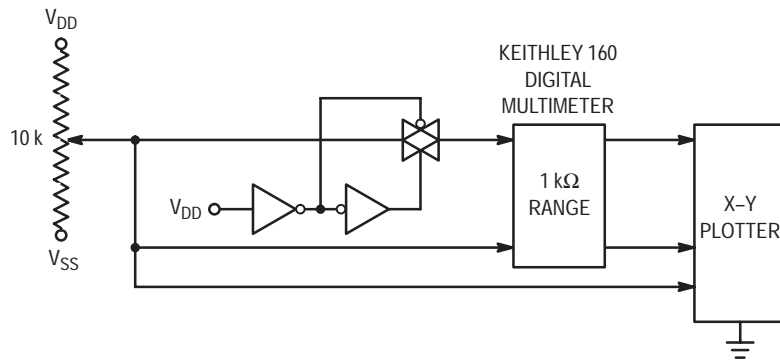 V_DD
10 k
V_SS
V_DD
KEITHLEY 160
DIGITAL
MULTIMETER
1 kΩ
RANGE
X–Y
PLOTTER